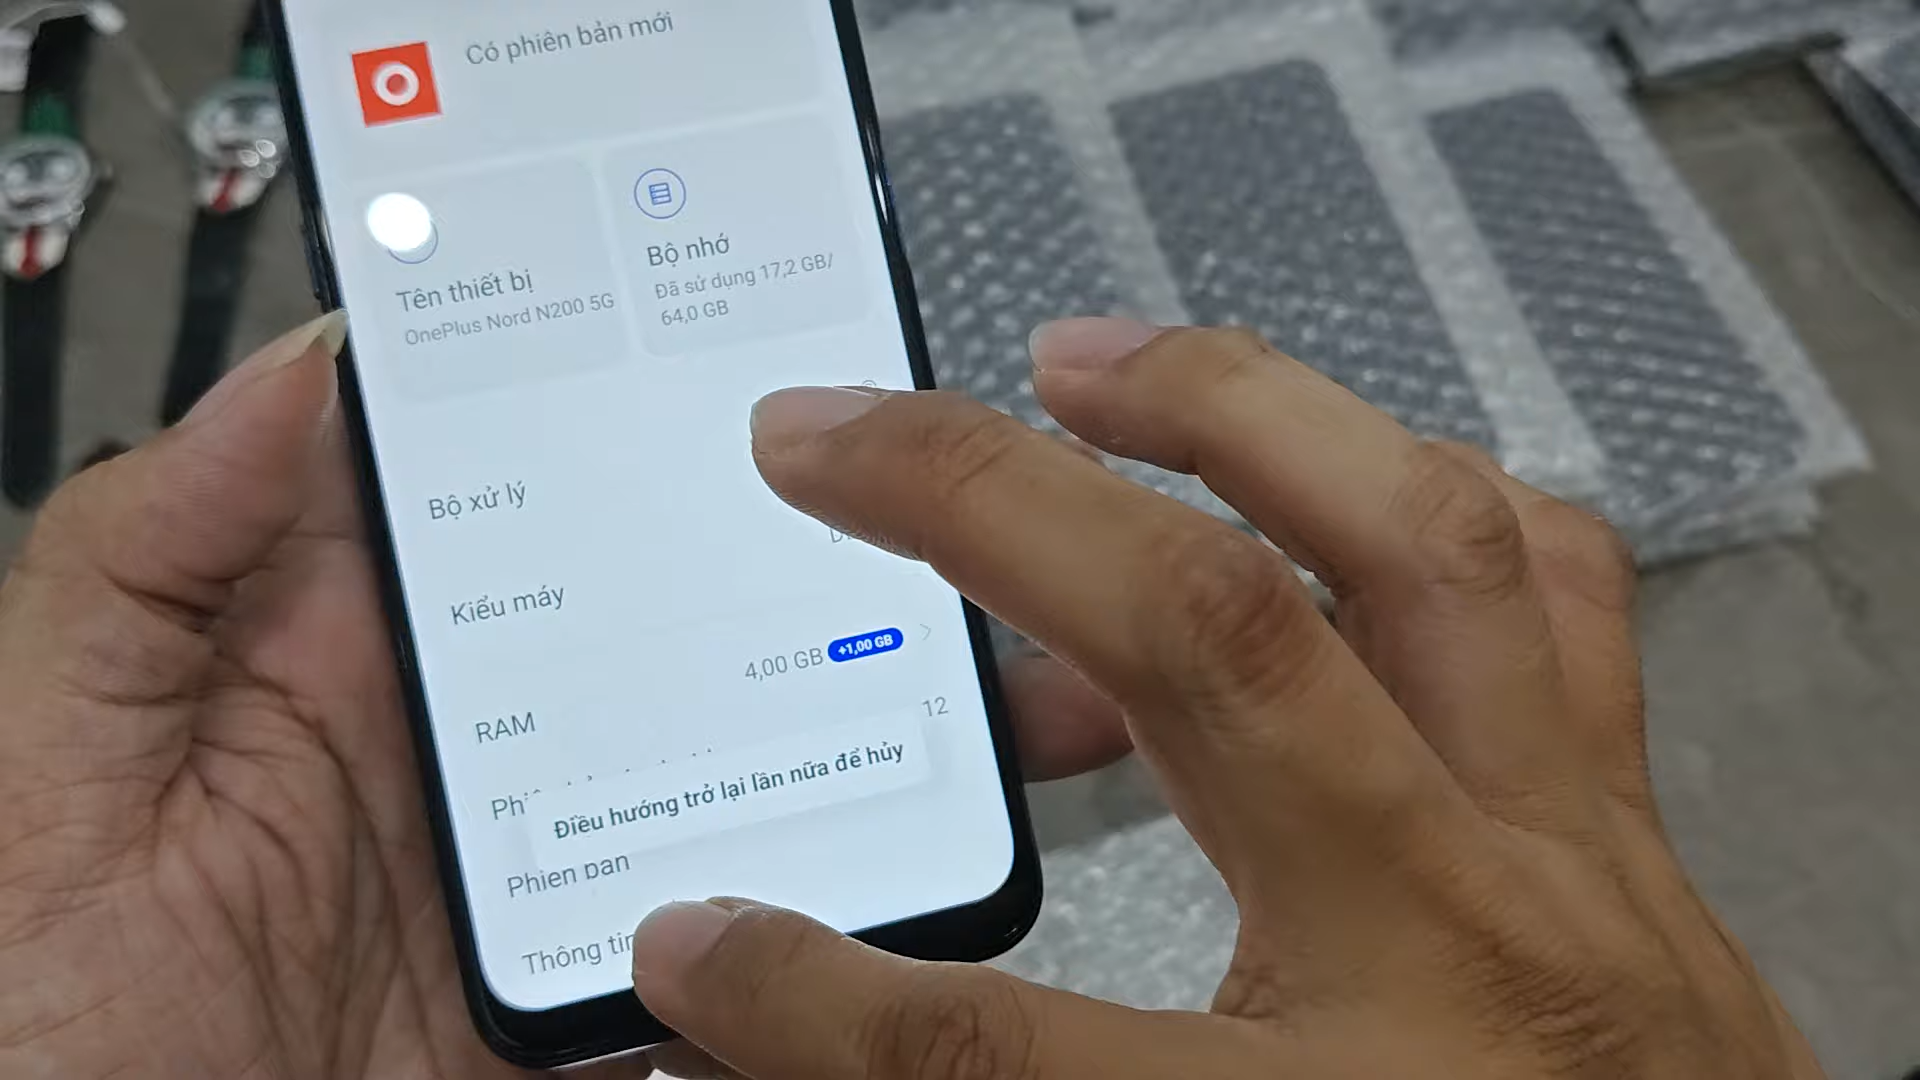 Có phiên bản mới
Tên thiết bị
OnePlus Nord N200 5G
Bộ nhớ
Đã sử dụng 17,2 GB/
64,0 GB
Bộ xử lý
Kiểu máy
RAM
4,00 GB +1,00 GB
12
Điều hướng trở lại lần nữa để hủy
Thông tin